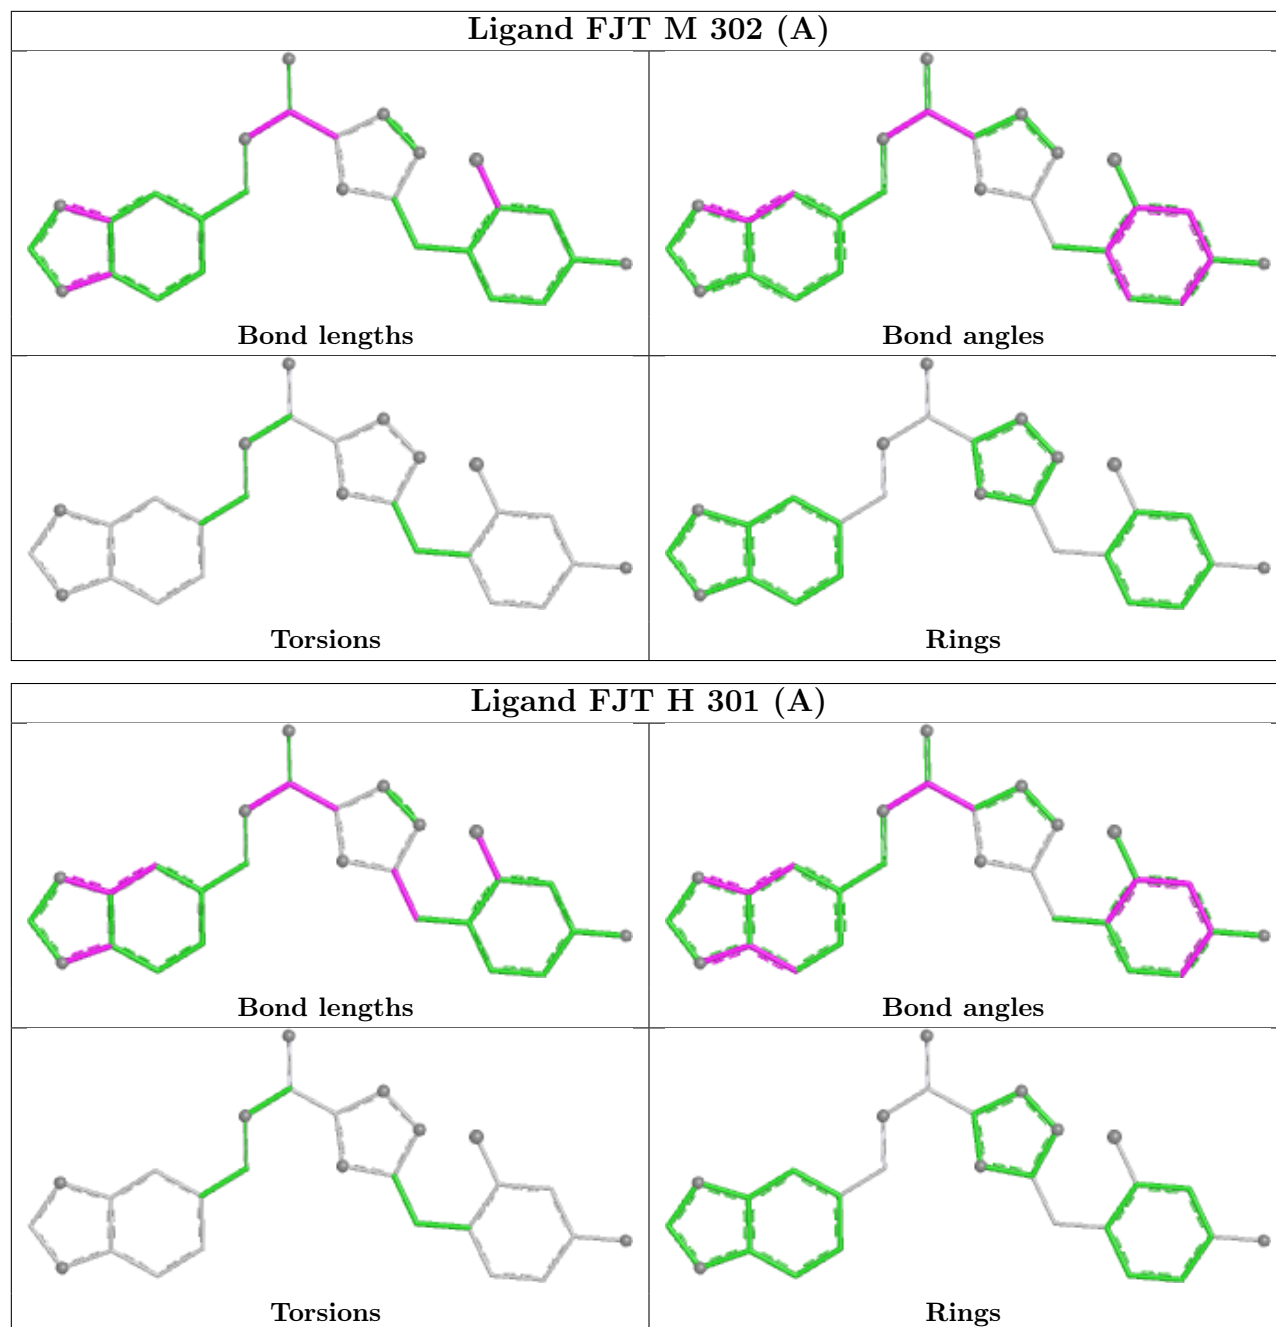 Ligand FJT M 302 (A)
Bond lengths
Bond angles
Torsions
Rings
Ligand FJT H 301 (A)
Bond lengths
Bond angles
Torsions
Rings